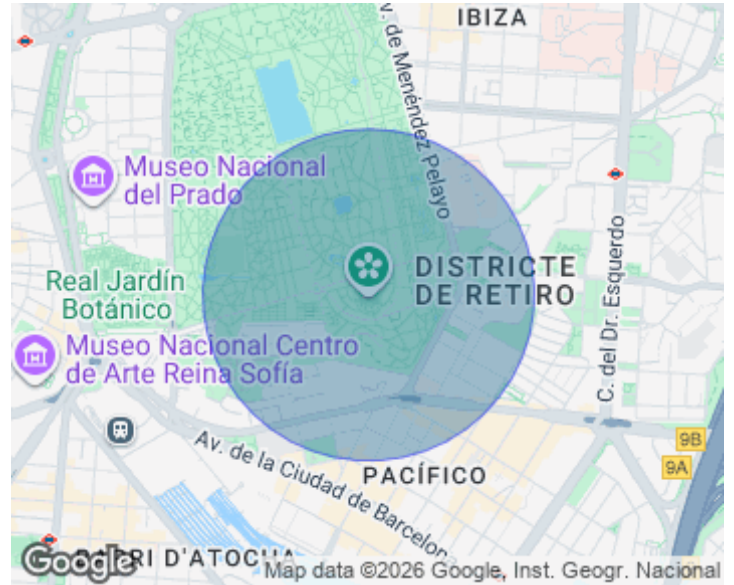 IBIZA
v. de Menéndez Pelayo
Museo Nacional
del Prado
DISTRICTE
DE RETIRO
Real Jardín
Botánico
C. del Dr. Esquerdo
Museo Nacional Centro
de Arte Reina Sofía
Av. de la Ciudad de Barcelona
9B
9A
PACÍFICO
BARRI D'ATOCHA
Google
Map data ©2026 Google, Inst. Geogr. Nacional